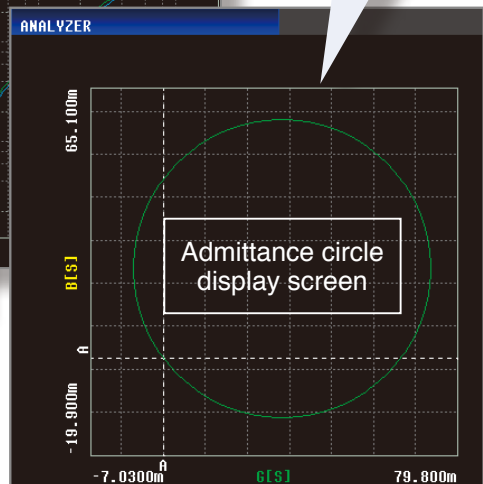 ANALYZER
65.100m
B[S]
A
-19.900m
Admittance circle
display screen
-7.0300m
A
G[S]
79.800m